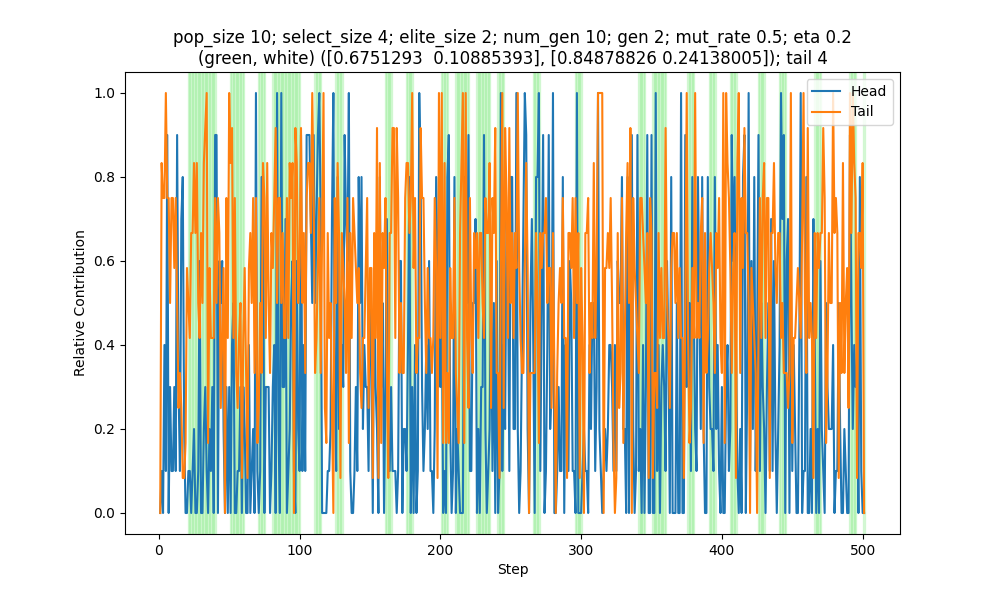 pop_size 10; select_size 4; elite_size 2; num_gen 10; gen 2; mut_rate 0.5; eta 0.2
(green, white) ([0.6751293  0.10885393], [0.84878826 0.24138005]); tail 4
Head
Tail
Relative Contribution
1.0
0.8
0.6
0.4
0.2
0.0
0
100
200
300
400
500
Step